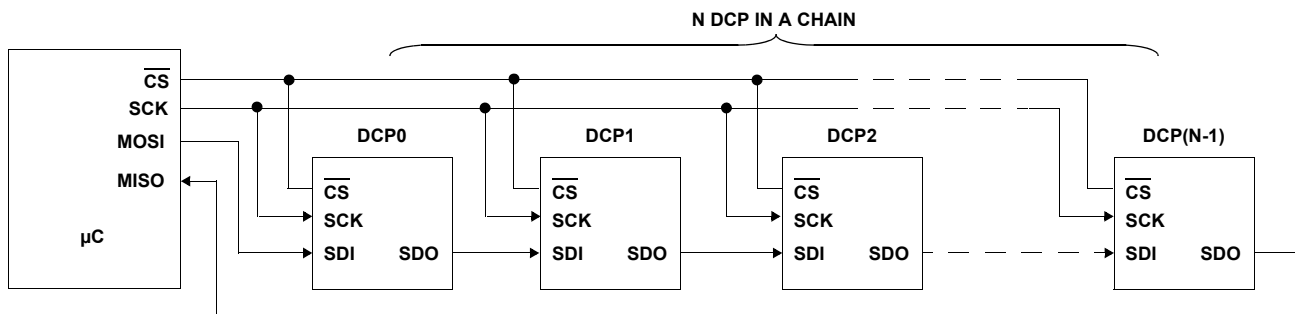 N DCP IN A CHAIN
CS
SCK
MOSI
MISO
µC
DCP0
CS
SCK
SDI SDO
DCP1
CS
SCK
SDI SDO
DCP2
CS
SCK
SDI SDO
DCP(N-1)
CS
SCK
SDI SDO